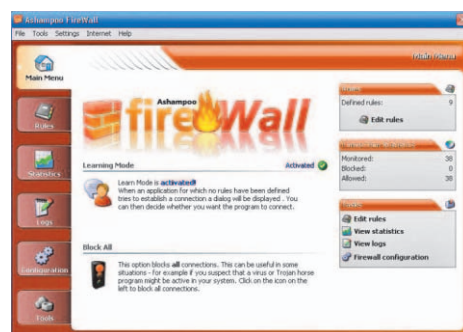 Ashampoo FireWall
File Tools Settings Internet Help
Main Menu
Main Menu
Rules
Statistics
Logs
Configuration
Tools
Ashampoo
fireWall
Learning Mode Activated
Learn Mode is activated!
When an application for which no rules have been defined
tries to establish a connection a dialog will be displayed . You
can then decide whether you want the program to connect.
Block All
This option blocks all connections. This can be useful in some
situations - for example if you suspect that a virus or Trojan horse
program might be active in your system. Click on the icon on the
left to block all connections.
Rules
Defined rules: 9
Edit rules
Monitored: 38
Blocked: 0
Allowed: 38
Edit rules
View statistics
View logs
Firewall configuration